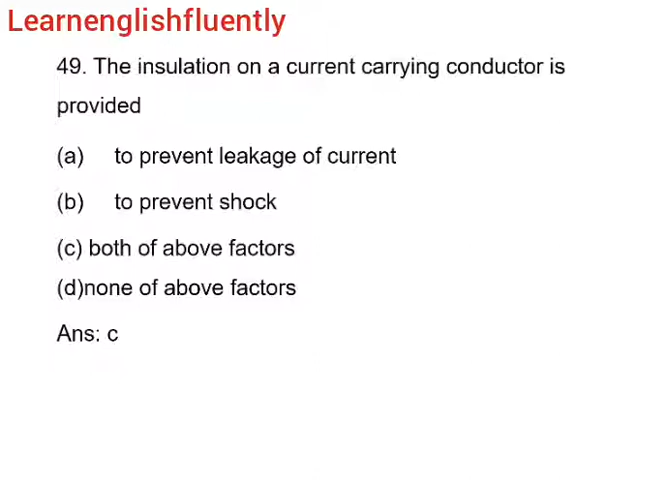 Learnenglishfluently
49. The insulation on a current carrying conductor is
provided
(a) to prevent leakage of current
(b) to prevent shock
(c) both of above factors
(d)none of above factors
Ans: c